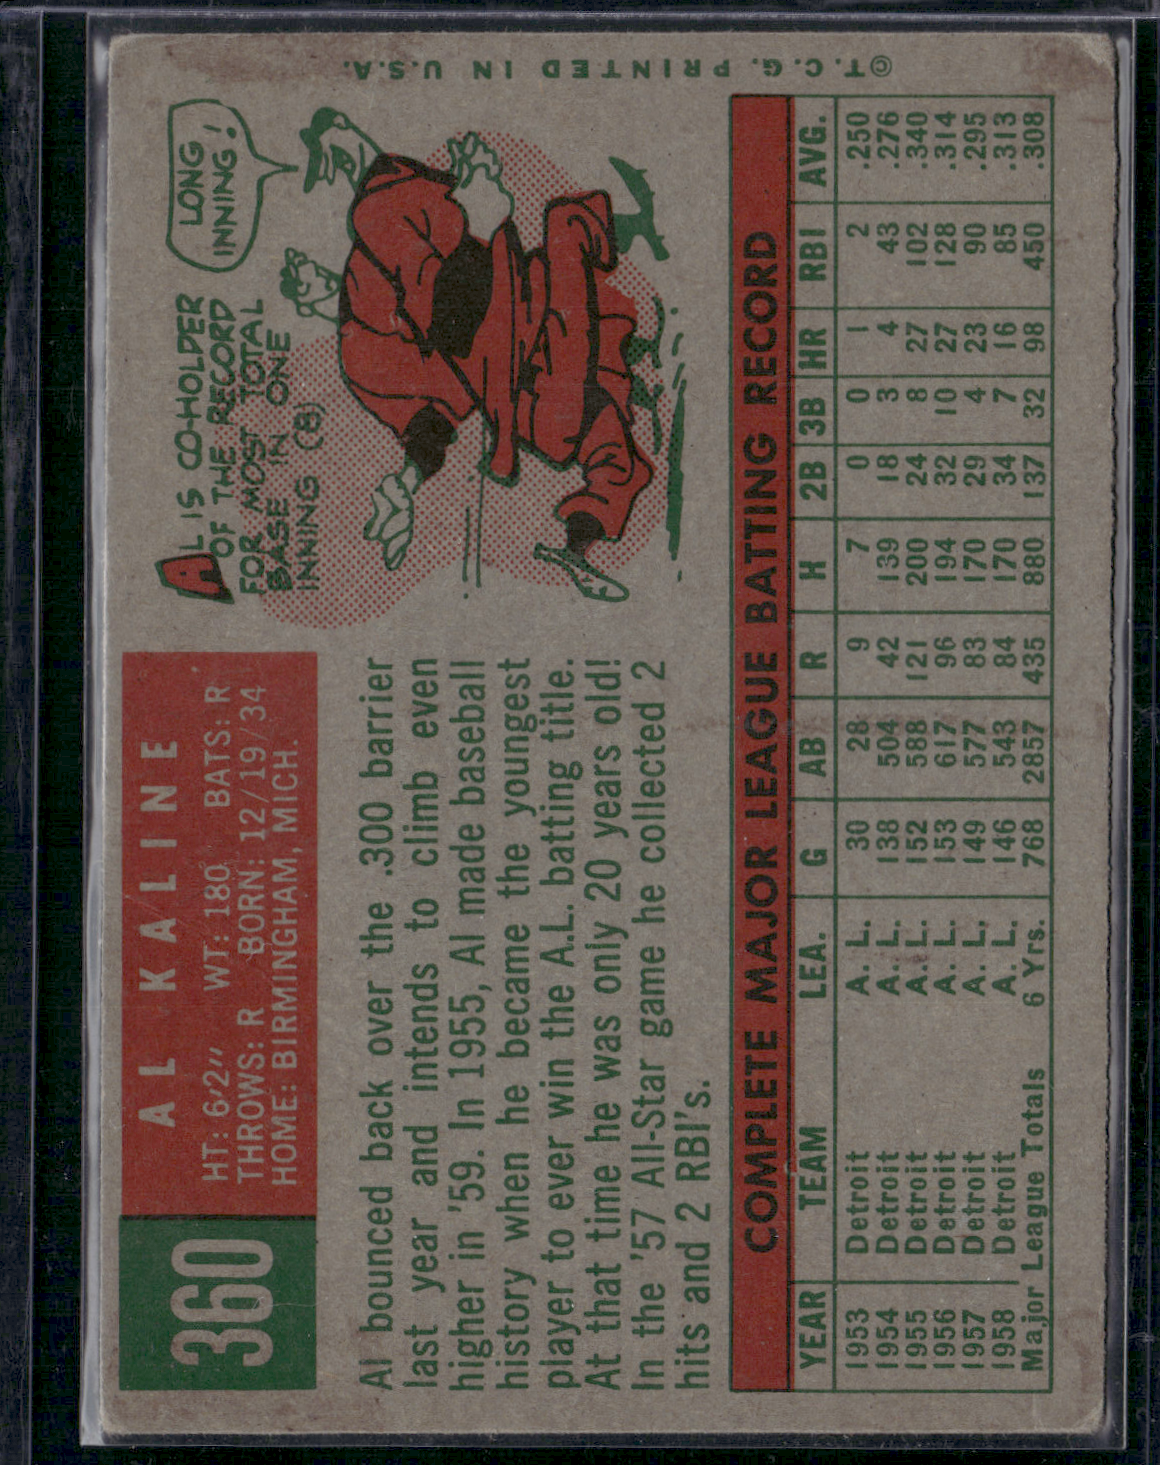 360
AL KALINE
HT: 6'2" WT: 180 BATS: R
THROWS: R BORN: 12/19/34
HOME: BIRMINGHAM, MICH.
AL IS CO-HOLDER
OF THE RECORD
FOR MOST TOTAL
BASE IN ONE
INNING (8)
LONG
INNING!
Al bounced back over the .300 barrier
last year and intends to climb even
higher in '59. In 1955, Al made baseball
history when he became the youngest
player to ever win the A.L. batting title.
At that time he was only 20 years old!
In the '57 All-Star game he collected 2
hits and 2 RBI's.
COMPLETE MAJOR LEAGUE BATTING RECORD
YEAR TEAM LEA. G AB R H 2B 3B HR RBI AVG.
1953 Detroit A. L. 30 28 9 7 0 0 1 2 .250
1954 Detroit A. L. 138 504 42 139 18 3 4 43 .276
1955 Detroit A. L. 152 588 121 200 24 8 27 102 .340
1956 Detroit A. L. 153 617 96 194 32 10 27 128 .314
1957 Detroit A. L. 149 577 83 170 29 4 23 90 .295
1958 Detroit A. L. 146 543 84 170 34 7 16 85 .313
Major League Totals 6 Yrs. 768 2857 435 880 137 32 98 450 .308
©T.C.G. PRINTED IN U.S.A.